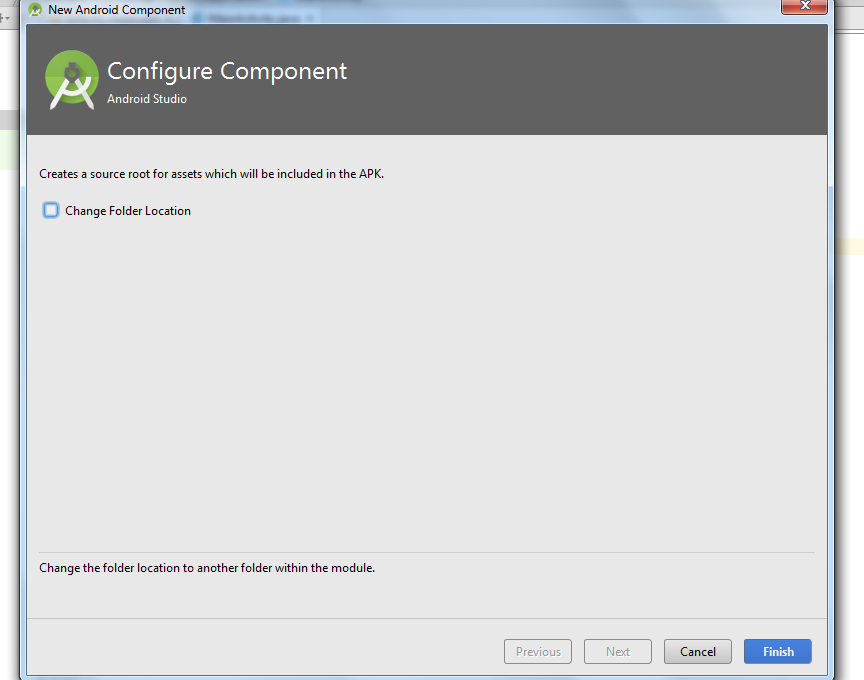 New Android Component
Configure Component
Android Studio
Creates a source root for assets which will be included in the APK.
Change Folder Location
Change the folder location to another folder within the module.
Previous
Next
Cancel
Finish